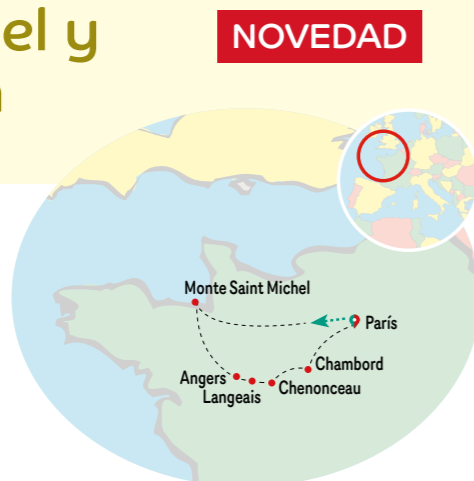 el y
NOVEDAD
Monte Saint Michel
París
Chambord
Angers
Langeais
Chenonceau